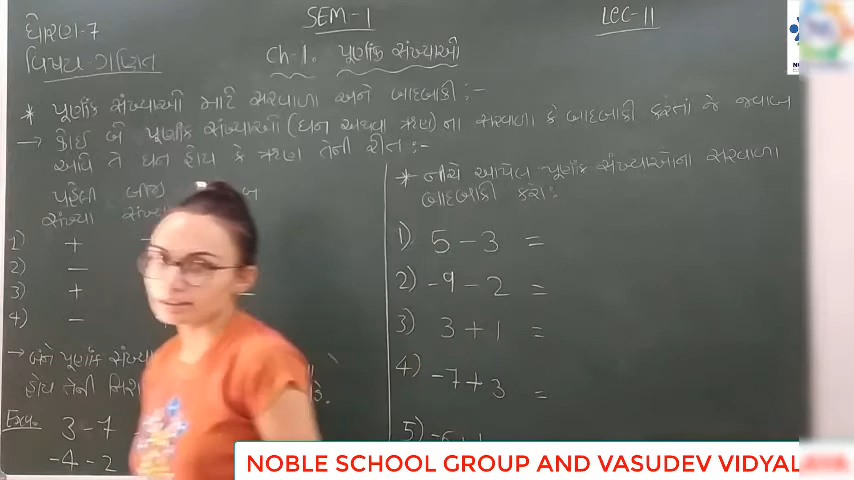 ધોરણ-7
SEM-1
LEC-11
વિષય-ગણિત
Ch-1. પૂર્ણાંક સંખ્યાઓ
* પૂર્ણાંક સંખ્યાઓ માટે સરવાળા અને બાદબાકી :-
→ કોઈ બે પૂર્ણાંક સંખ્યાઓ (ધન અથવા ઋણ) ના સરવાળા કે બાદબાકી કરતાં જે જવાબ
આવે તે ધન હોય કે ઋણ તેની રીત :-
પહેલી બીજી
સંખ્યા
1) +
2) -
3) + -
4) -
→ બંને પૂર્ણાંક
હોય તેની
Exa. 3 - 7
-4 - 2
* નીચે આપેલ પૂર્ણાંક સંખ્યાઓના સરવાળા
બાદબાકી કરો:
1) 5 - 3 =
2) -9 - 2 =
3) 3 + 1 =
4) -7 + 3 =
5)
NOBLE SCHOOL GROUP AND VASUDEV